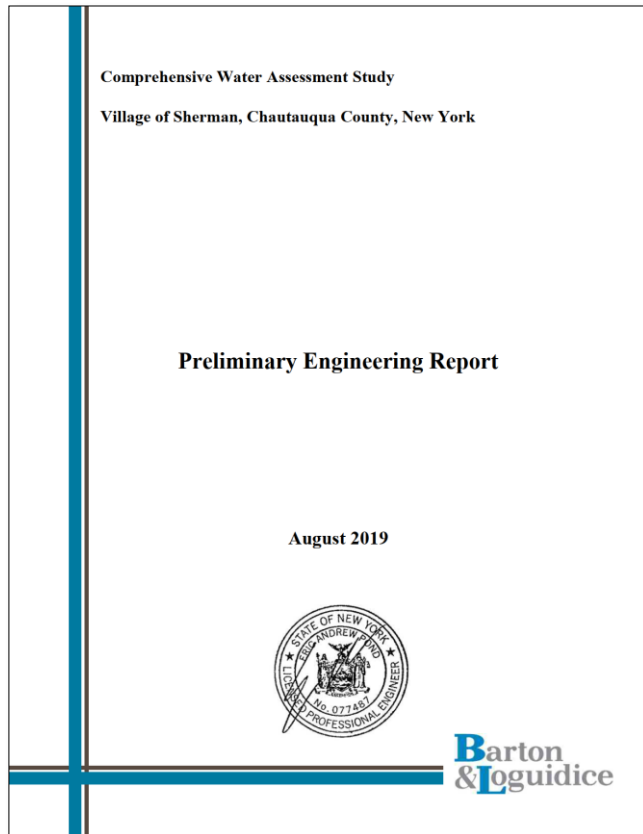 Comprehensive Water Assessment Study
Village of Sherman, Chautauqua County, New York
Preliminary Engineering Report
August 2019
★ STATE OF NEW YORK ★
ERIC ANDREW POND
No. 077487
LICENSED PROFESSIONAL ENGINEER
Barton
&Loguidice